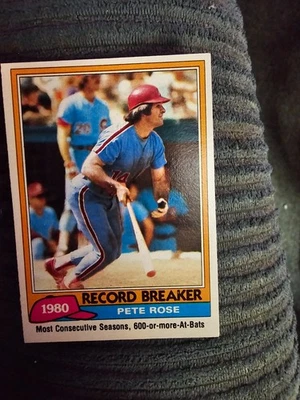 1980
RECORD BREAKER
PETE ROSE
Most Consecutive Seasons, 600-or-more-At-Bats